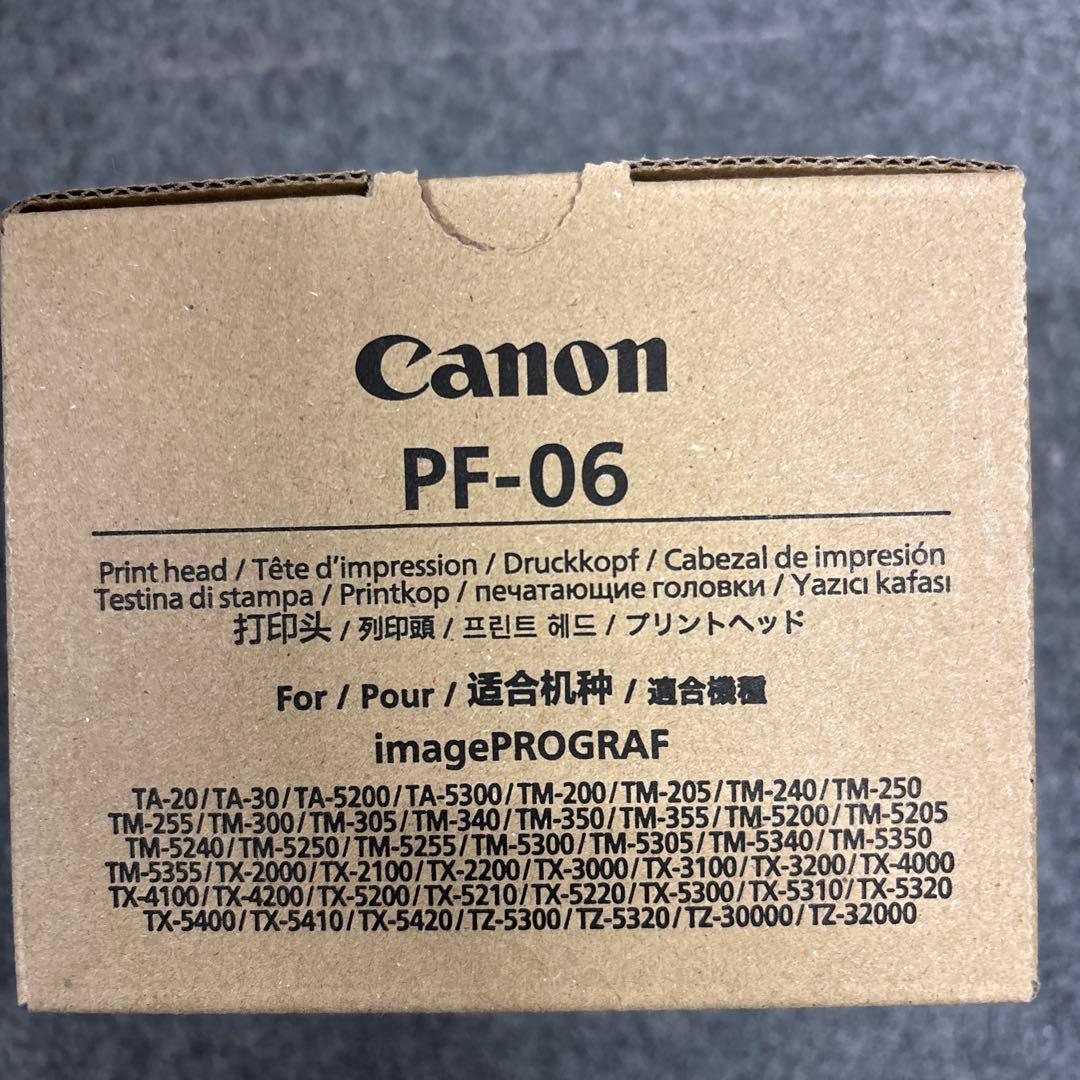 Canon
PF-06
Print head / Tête d'impression / Druckkopf / Cabezal de impresión
Testina di stampa / Printkop / печатающие головки / Yazıcı kafası
打印头 / 列印頭 / 프린트 헤드 / プリントヘッド
For / Pour / 适合机种 / 適合機種
imagePROGRAF
TA-20/TA-30/TA-5200/TA-5300/TM-200/TM-205/TM-240/TM-250
TM-255/TM-300/TM-305/TM-340/TM-350/TM-355/TM-5200/TM-5205
TM-5240/TM-5250/TM-5255/TM-5300/TM-5305/TM-5340/TM-5350
TM-5355/TX-2000/TX-2100/TX-2200/TX-3000/TX-3100/TX-3200/TX-4000
TX-4100/TX-4200/TX-5200/TX-5210/TX-5220/TX-5300/TX-5310/TX-5320
TX-5400/TX-5410/TX-5420/TZ-5300/TZ-5320/TZ-30000/TZ-32000